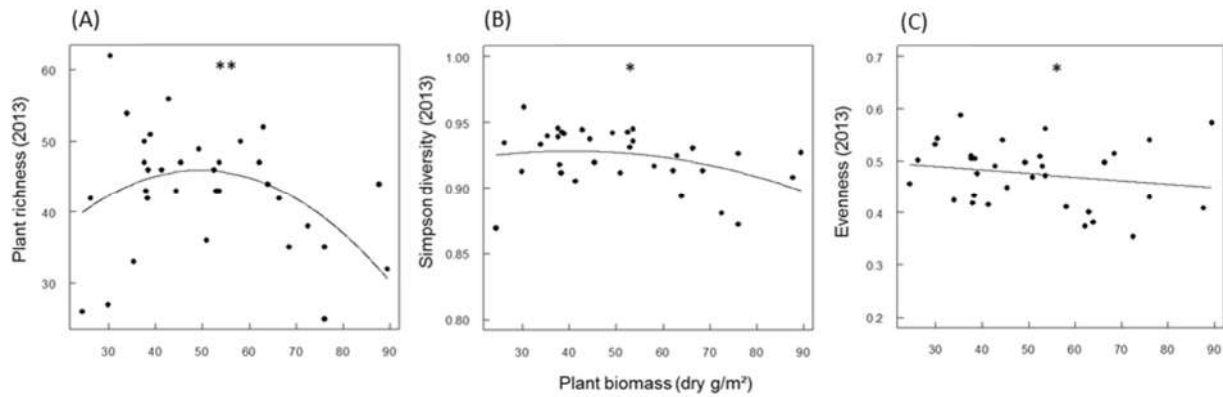 (A)
(B)
(C)
**
*
*
Plant richness (2013)
60
50
40
30
30 40 50 60 70 80 90
Simpson diversity (2013)
1.00
0.95
0.90
0.85
0.80
30 40 50 60 70 80 90
Evenness (2013)
0.7
0.6
0.5
0.4
0.3
0.2
30 40 50 60 70 80 90
Plant biomass (dry g/m²)